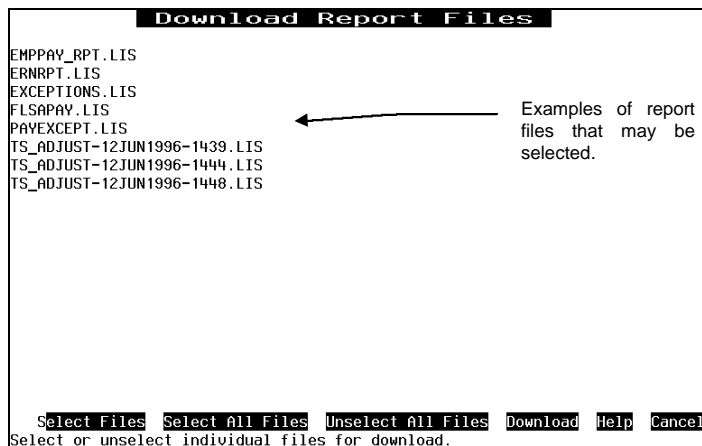 Download Report Files
EMPPAY_RPT.LIS
ERNRPT.LIS
EXCEPTIONS.LIS
FLSAPAY.LIS
PAYEXCEPT.LIS
TS_ADJUST-12JUN1996-1439.LIS
TS_ADJUST-12JUN1996-1444.LIS
TS_ADJUST-12JUN1996-1448.LIS
Examples of report
files that may be
selected.
Select Files Select All Files Unselect All Files Download Help Cancel
Select or unselect individual files for download.